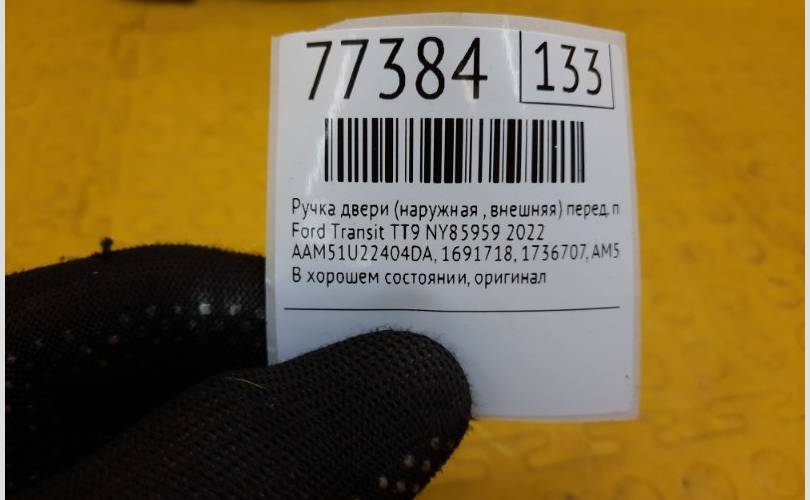 77384 133
Ручка двери (наружная , внешняя) перед. п
Ford Transit TT9 NY85959 2022
AAM51U22404DA, 1691718, 1736707, AM5
В хорошем состоянии, оригинал